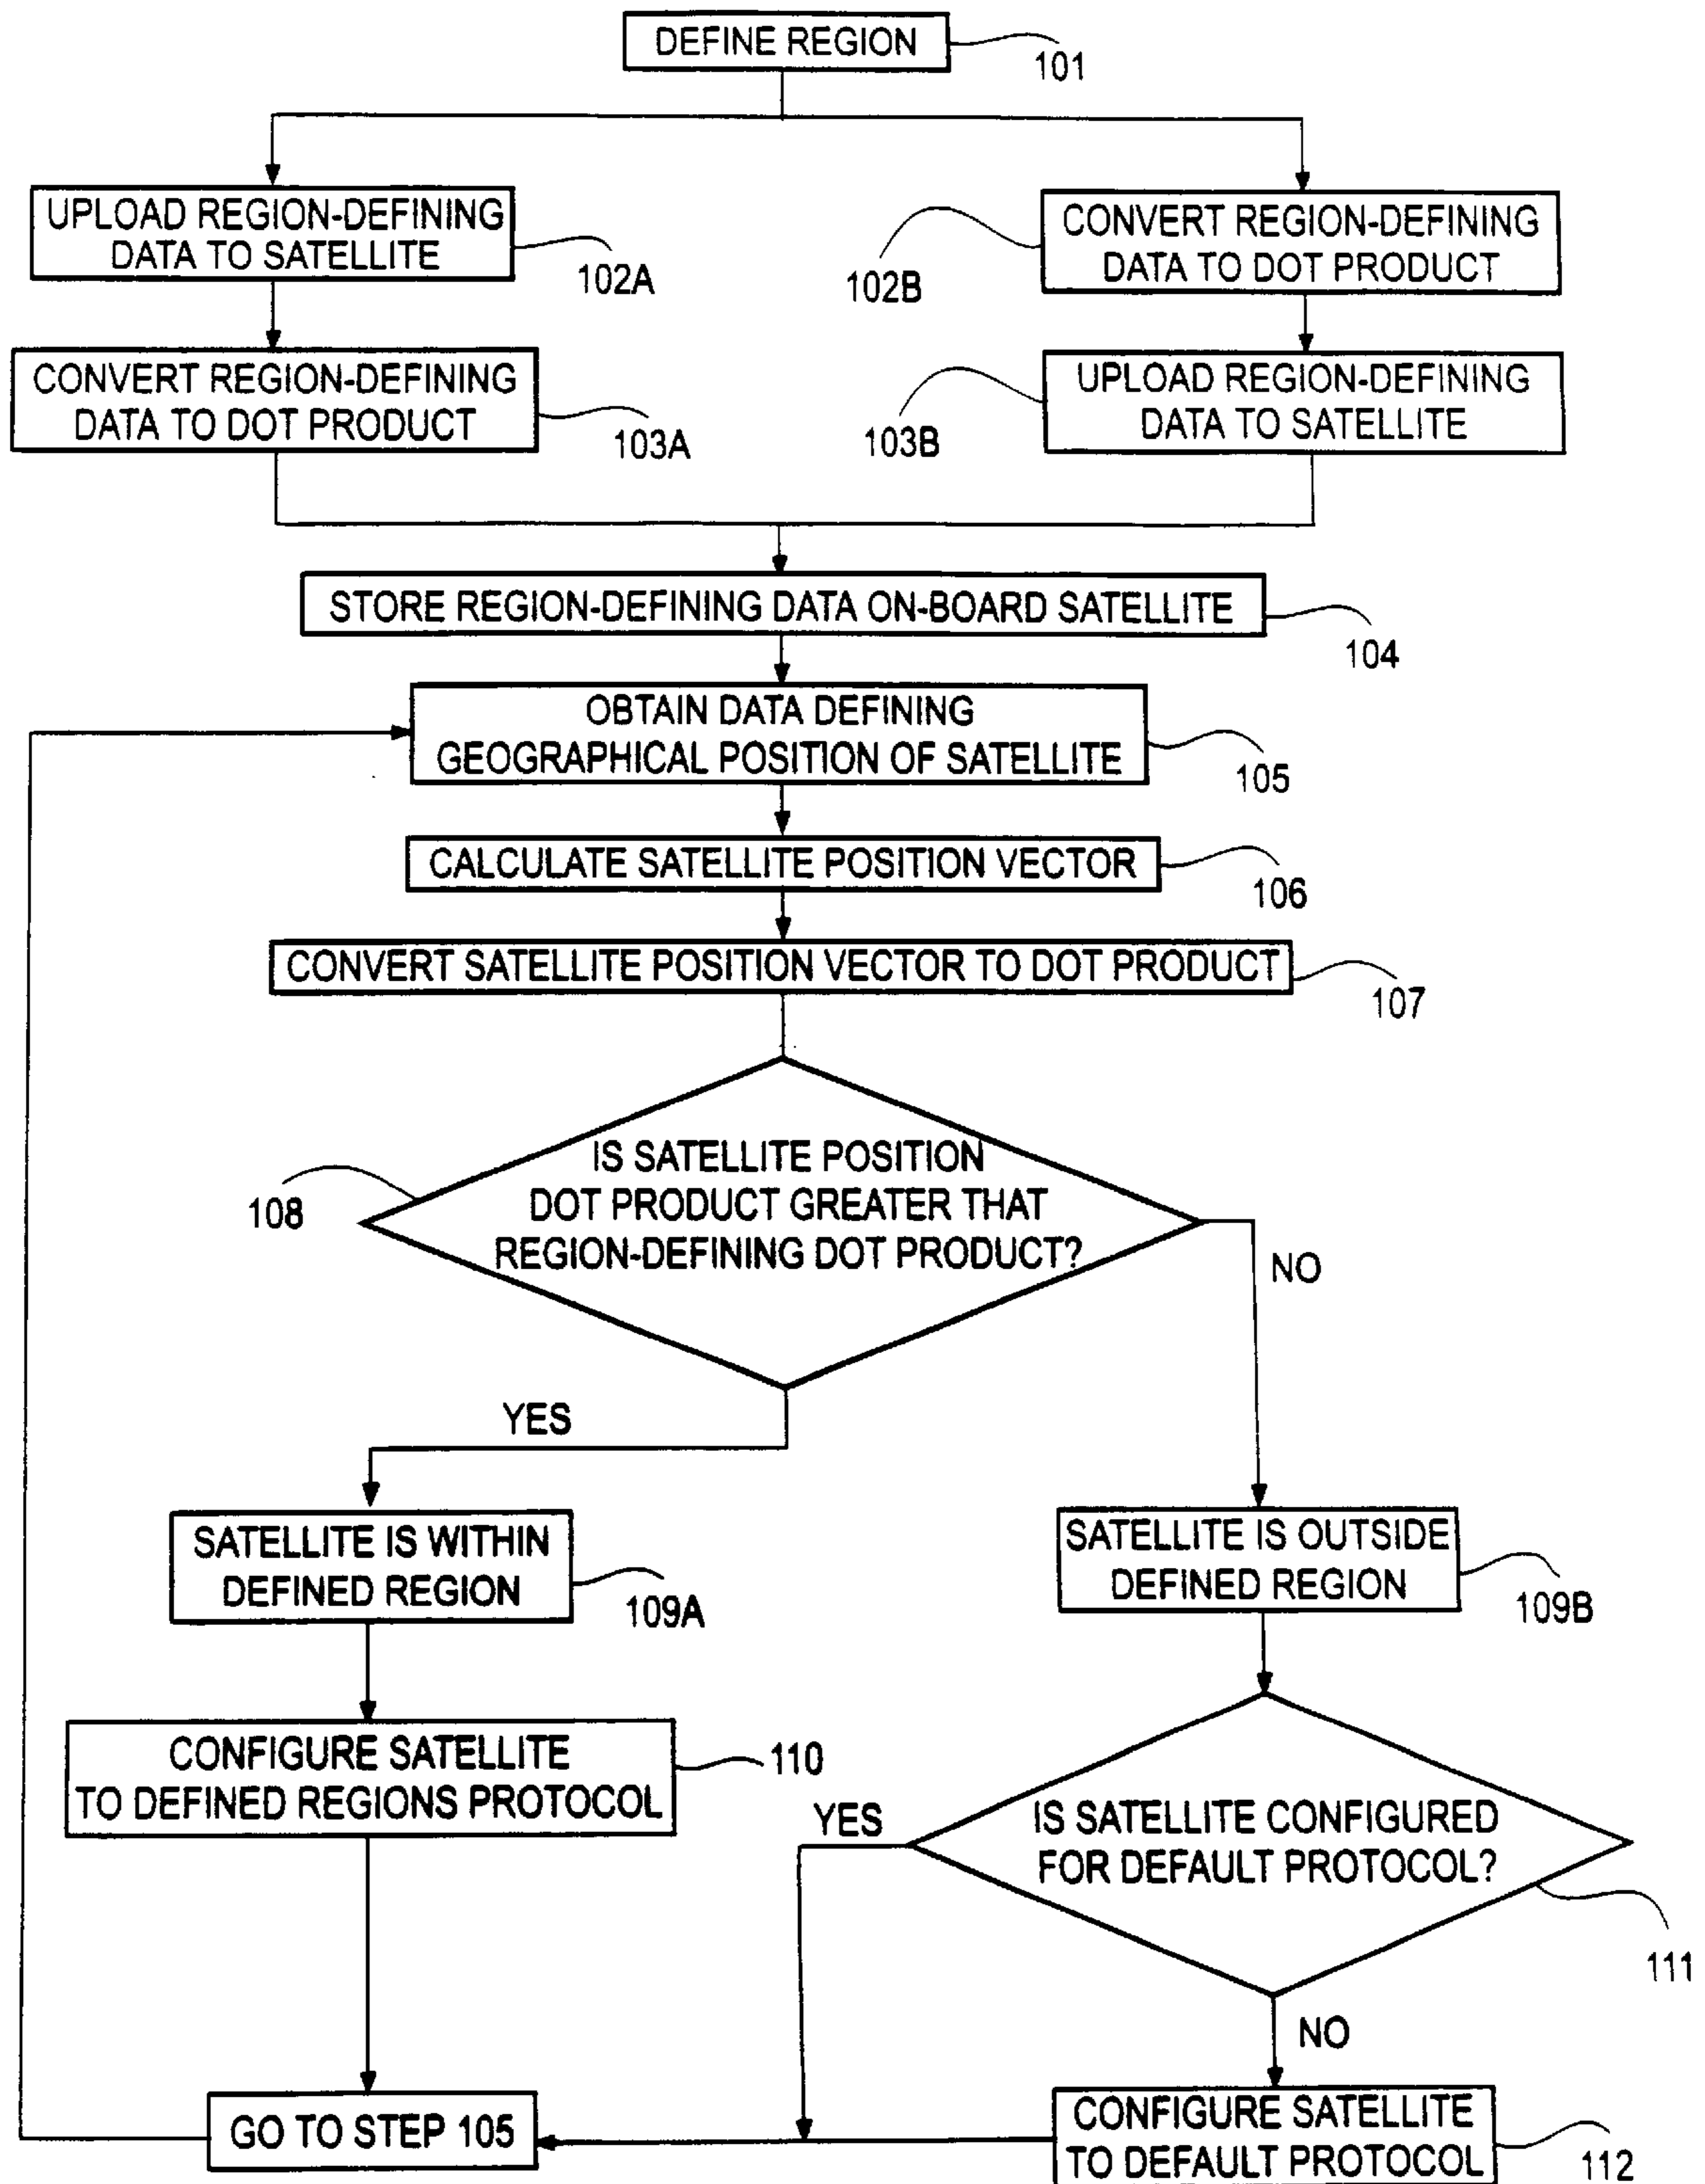 DEFINE REGION
101
UPLOAD REGION-DEFINING
DATA TO SATELLITE
102A
102B
CONVERT REGION-DEFINING
DATA TO DOT PRODUCT
CONVERT REGION-DEFINING
DATA TO DOT PRODUCT
103A
103B
UPLOAD REGION-DEFINING
DATA TO SATELLITE
STORE REGION-DEFINING DATA ON-BOARD SATELLITE
104
OBTAIN DATA DEFINING
GEOGRAPHICAL POSITION OF SATELLITE
105
CALCULATE SATELLITE POSITION VECTOR
106
CONVERT SATELLITE POSITION VECTOR TO DOT PRODUCT
107
108
IS SATELLITE POSITION
DOT PRODUCT GREATER THAT
REGION-DEFINING DOT PRODUCT?
NO
YES
SATELLITE IS WITHIN
DEFINED REGION
109A
SATELLITE IS OUTSIDE
DEFINED REGION
109B
CONFIGURE SATELLITE
TO DEFINED REGIONS PROTOCOL
110
YES
IS SATELLITE CONFIGURED
FOR DEFAULT PROTOCOL?
111
NO
GO TO STEP 105
CONFIGURE SATELLITE
TO DEFAULT PROTOCOL
112